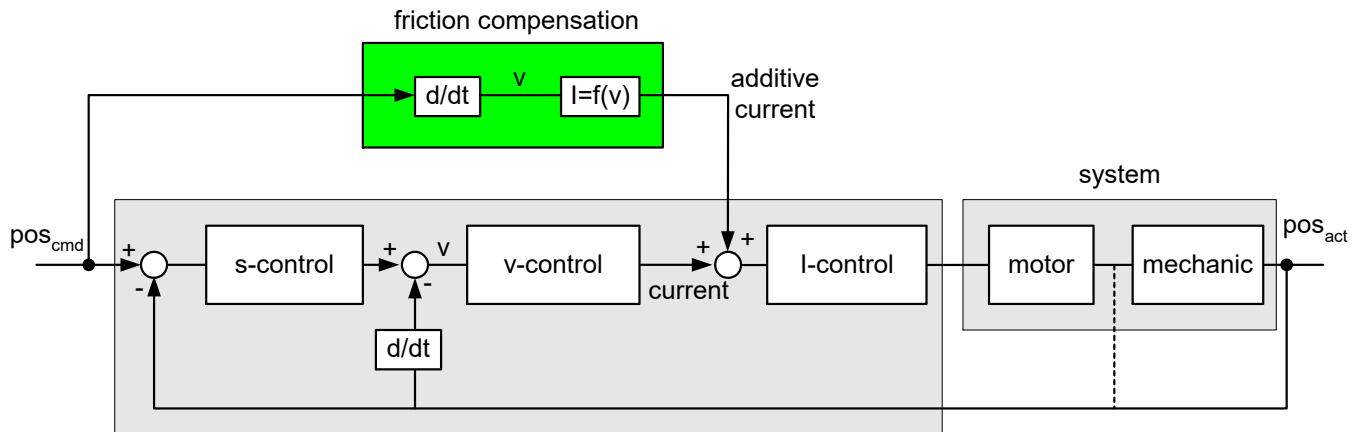 friction compensation
d/dt
v
I=f(v)
additive
current
system
pos_cmd
+
-
s-control
+
-
v
v-control
+
+
current
I-control
motor
mechanic
pos_act
d/dt